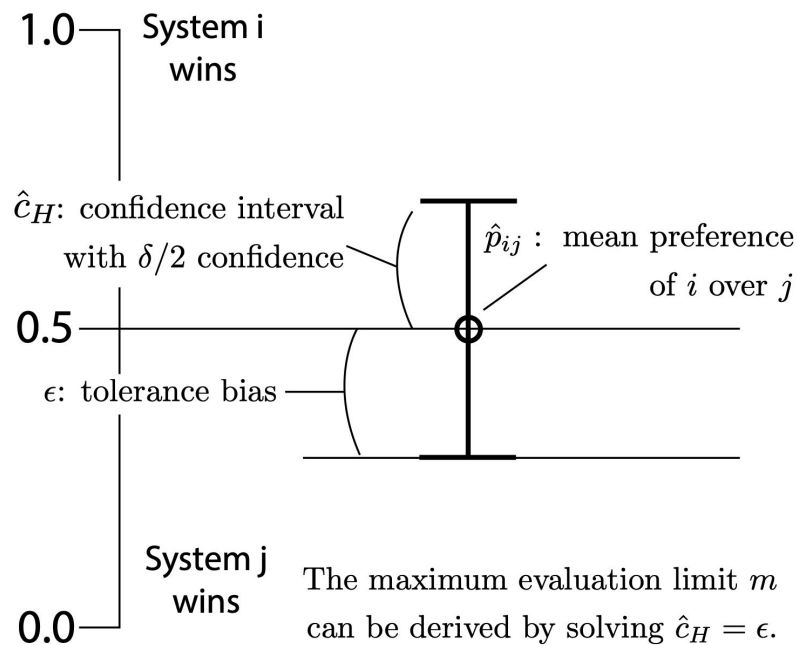 1.0
System i
wins
ĉ_H: confidence interval
with δ/2 confidence
p̂_ij : mean preference
of i over j
0.5
ϵ: tolerance bias
System j
wins
0.0
The maximum evaluation limit m
can be derived by solving ĉ_H = ϵ.